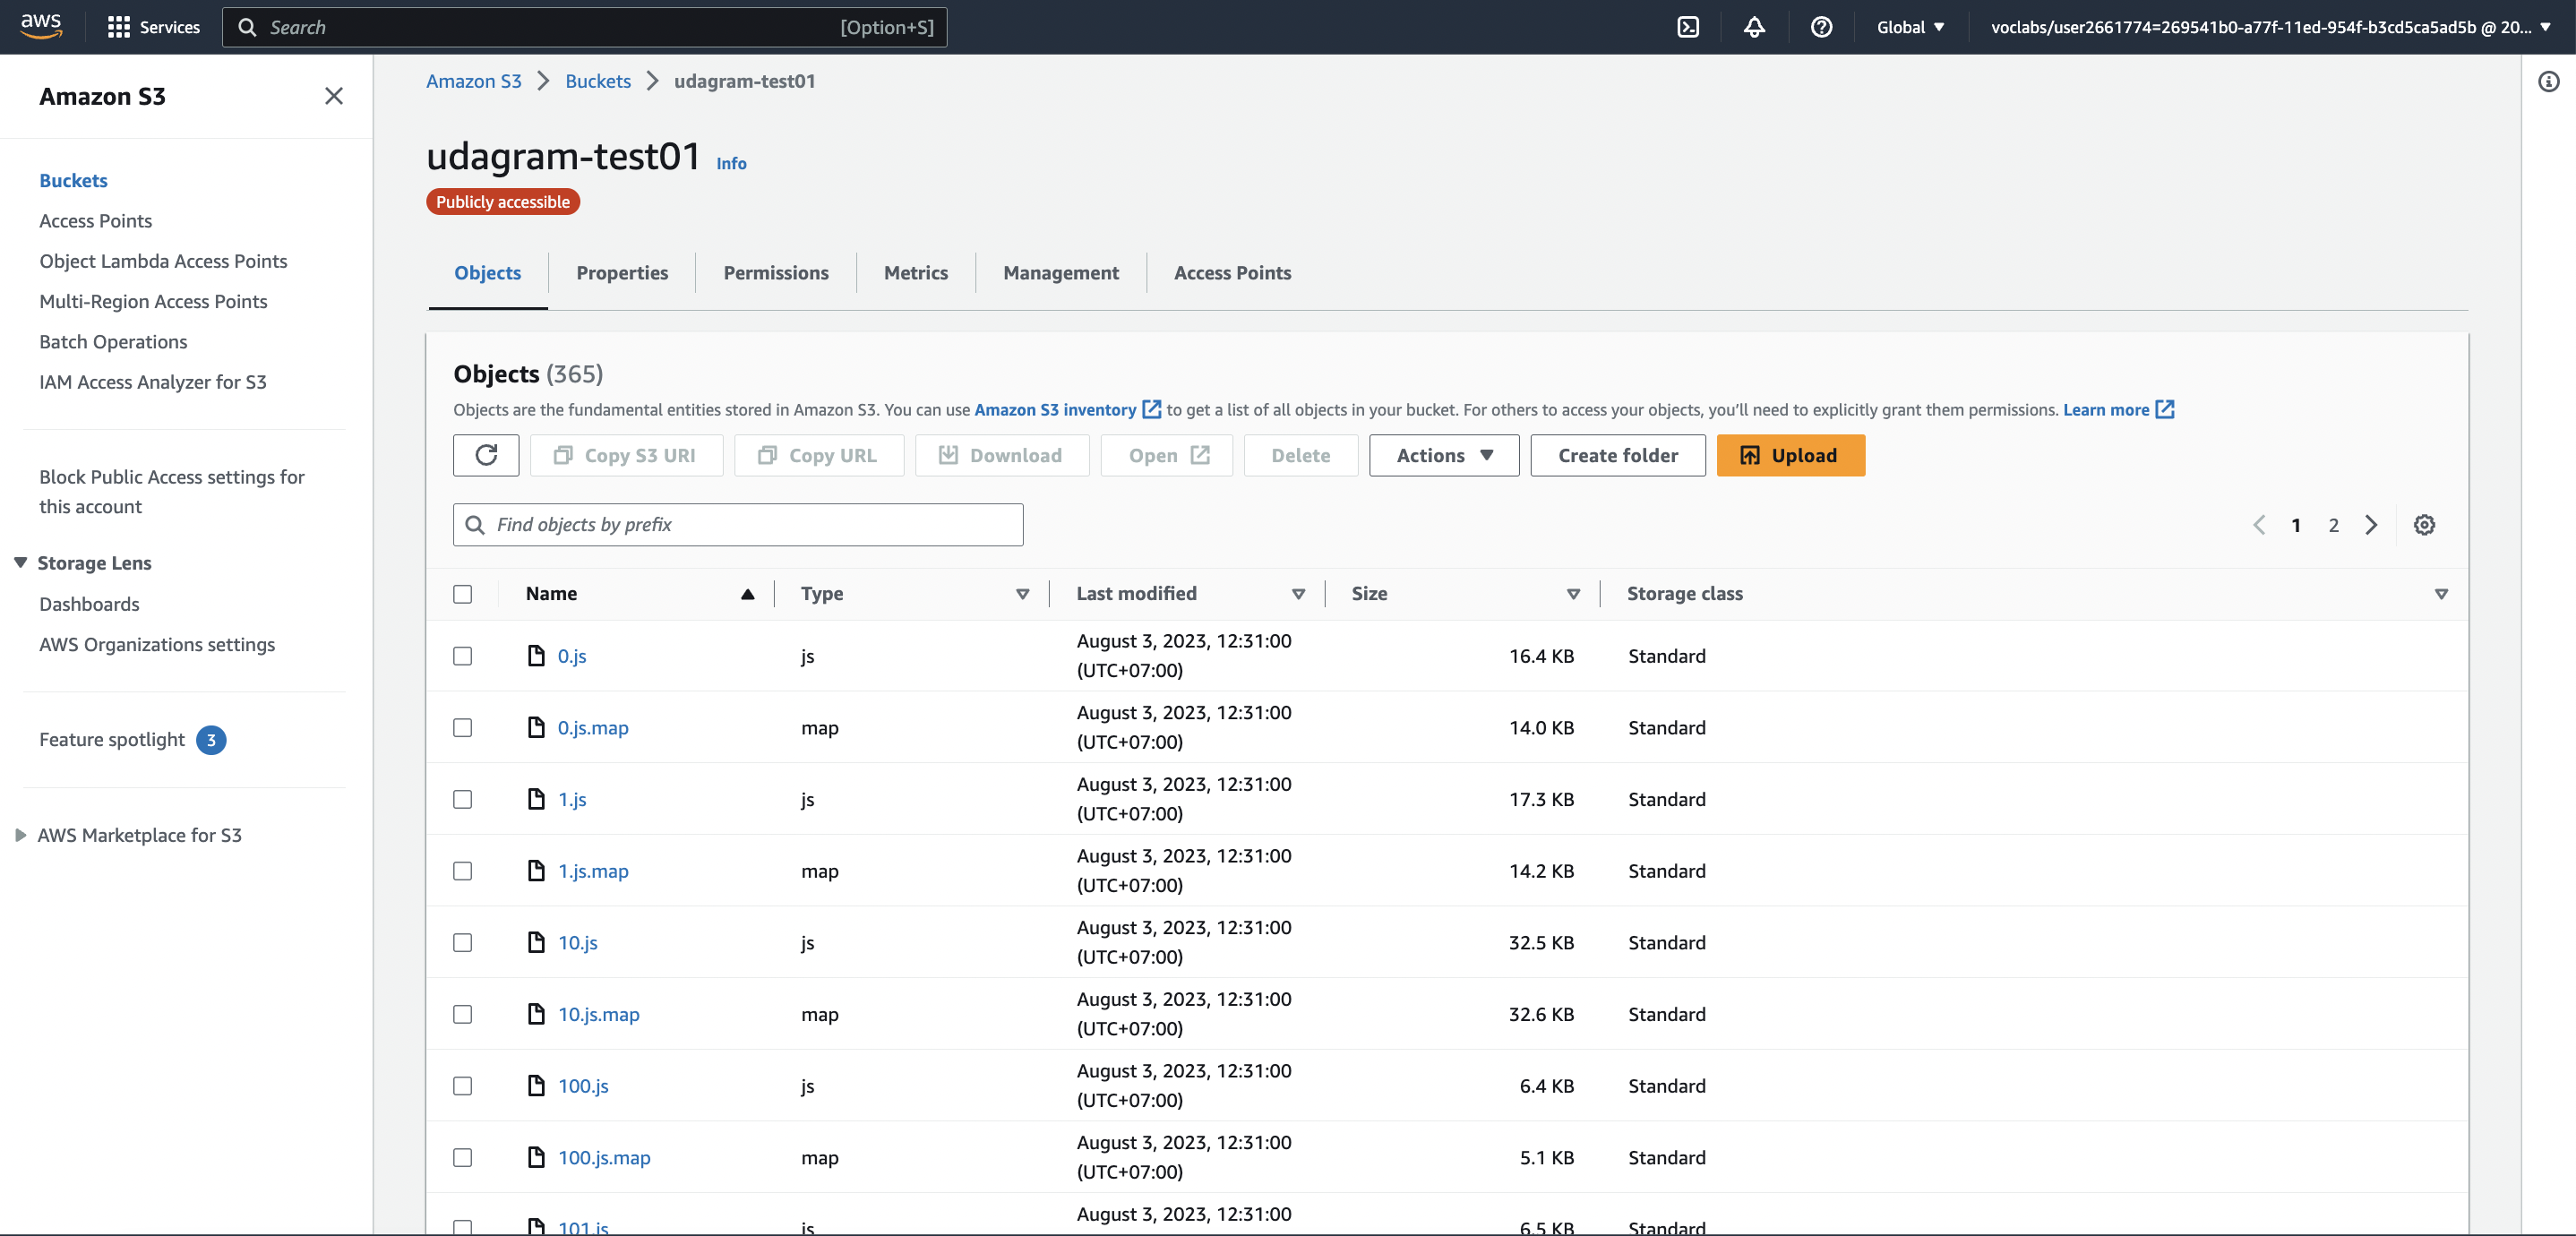 aws
Services
Search
[Option+S]
Global
voclabs/user2661774=269541b0-a77f-11ed-954f-b3cd5ca5ad5b @ 20...
Amazon S3
Buckets
Access Points
Object Lambda Access Points
Multi-Region Access Points
Batch Operations
IAM Access Analyzer for S3
Block Public Access settings for
this account
Storage Lens
Dashboards
AWS Organizations settings
Feature spotlight 3
AWS Marketplace for S3
Amazon S3 > Buckets > udagram-test01
udagram-test01 Info
Publicly accessible
Objects Properties Permissions Metrics Management Access Points
Objects (365)
Objects are the fundamental entities stored in Amazon S3. You can use Amazon S3 inventory to get a list of all objects in your bucket. For others to access your objects, you'll need to explicitly grant them permissions. Learn more
Copy S3 URI Copy URL Download Open Delete Actions Create folder Upload
Find objects by prefix
1 2
Name Type Last modified Size Storage class
0.js js August 3, 2023, 12:31:00 (UTC+07:00) 16.4 KB Standard
0.js.map map August 3, 2023, 12:31:00 (UTC+07:00) 14.0 KB Standard
1.js js August 3, 2023, 12:31:00 (UTC+07:00) 17.3 KB Standard
1.js.map map August 3, 2023, 12:31:00 (UTC+07:00) 14.2 KB Standard
10.js js August 3, 2023, 12:31:00 (UTC+07:00) 32.5 KB Standard
10.js.map map August 3, 2023, 12:31:00 (UTC+07:00) 32.6 KB Standard
100.js js August 3, 2023, 12:31:00 (UTC+07:00) 6.4 KB Standard
100.js.map map August 3, 2023, 12:31:00 (UTC+07:00) 5.1 KB Standard
101.js js August 3, 2023, 12:31:00 6.5 KB Standard